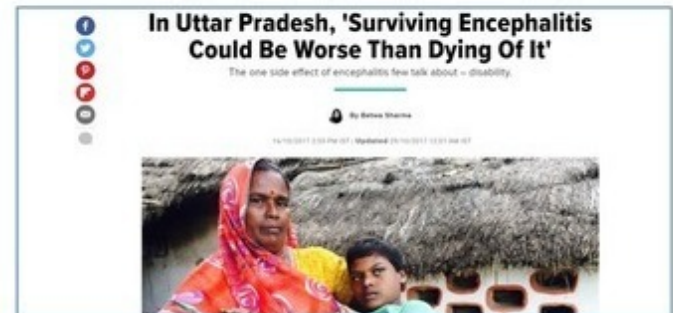 In Uttar Pradesh, 'Surviving Encephalitis
Could Be Worse Than Dying Of It'
The one side effect of encephalitis few talk about – disability.
By Betwa Sharma
Updated